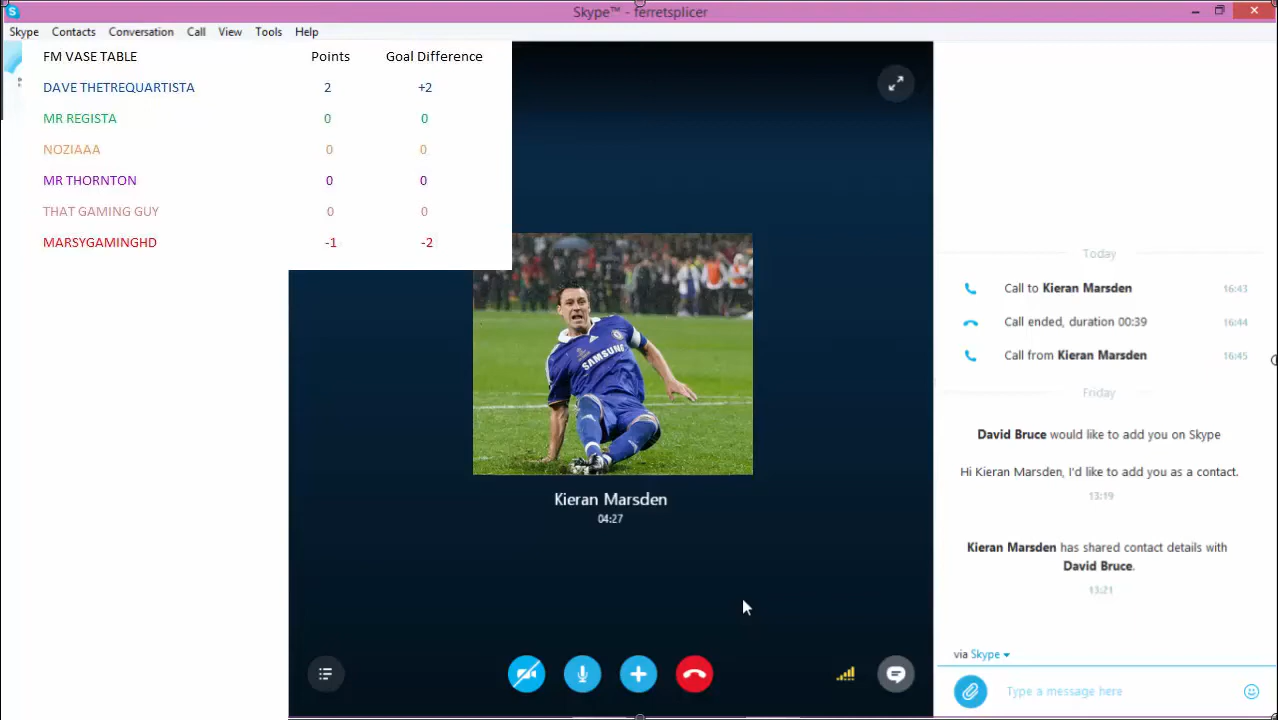 Skype™ - ferretsplicer
Skype Contacts Conversation Call View Tools Help
FM VASE TABLE Points Goal Difference
DAVE THETREQUARTISTA 2 +2
MR REGISTA 0 0
NOZIAAA 0 0
MR THORNTON 0 0
THAT GAMING GUY 0 0
MARSYGAMINGHD -1 -2
SAMSUNG
Kieran Marsden
04:27
Today
Call to Kieran Marsden 16:43
Call ended, duration 00:39 16:44
Call from Kieran Marsden 16:45
Friday
David Bruce would like to add you on Skype
Hi Kieran Marsden, I'd like to add you as a contact.
13:19
Kieran Marsden has shared contact details with
David Bruce.
13:21
via Skype
Type a message here